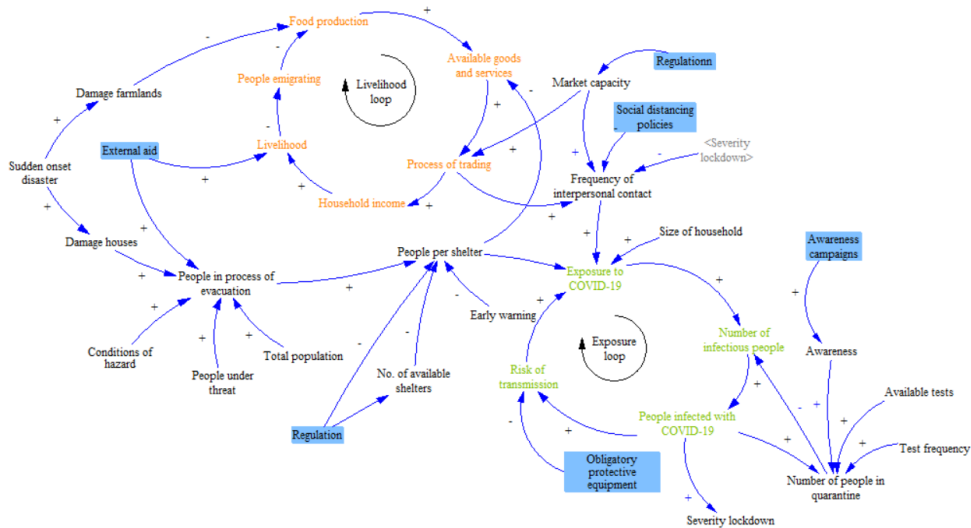 Food production
Available goods
and services
People emigrating
Livelihood
loop
Regulationn
Damage farmlands
Market capacity
Social distancing
policies
External aid
Livelihood
<Severity
lockdown>
Sudden onset
disaster
Process of trading
Frequency of
interpersonal contact
Household income
Damage houses
People per shelter
Size of household
Awareness
campaigns
People in process of
evacuation
Exposure to
COVID-19
Early warning
Number of
infectious people
Conditions of
hazard
Total population
People under
threat
No. of available
shelters
Exposure
loop
Awareness
Risk of
transmission
Available tests
Regulation
People infected with
COVID-19
Test frequency
Obligatory
protective
equipment
Number of people in
quarantine
Severity lockdown